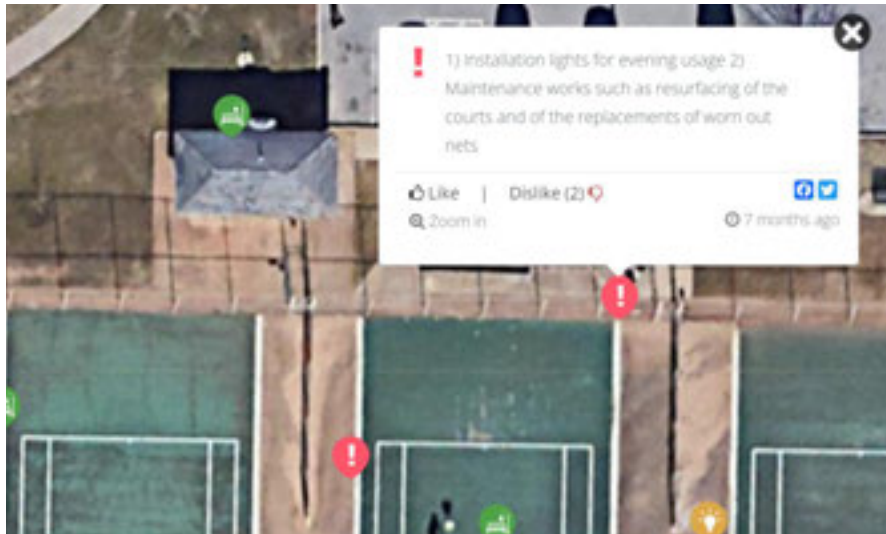 1) Installation lights for evening usage 2)
Maintenance works such as resurfacing of the
courts and of the replacements of worn out
nets
Like | Dislike (2)
Zoom in
7 months ago